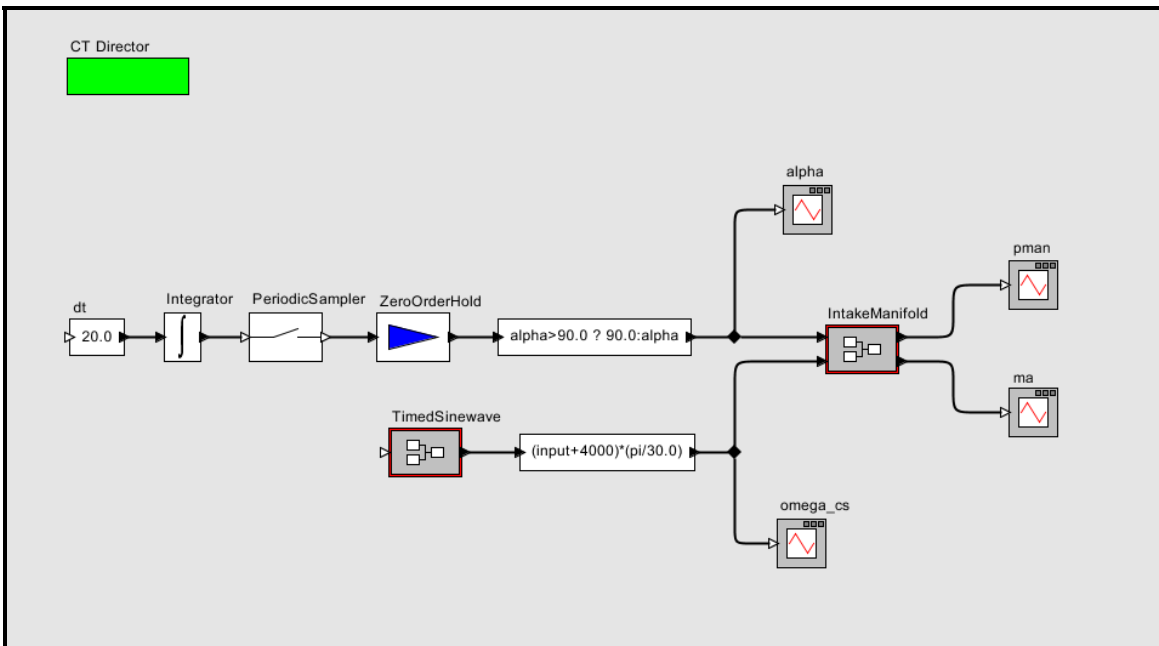 CT Director
alpha
pman
dt
Integrator
PeriodicSampler
ZeroOrderHold
IntakeManifold
20.0
alpha>90.0 ? 90.0:alpha
ma
TimedSinewave
(input+4000)*(pi/30.0)
omega_cs